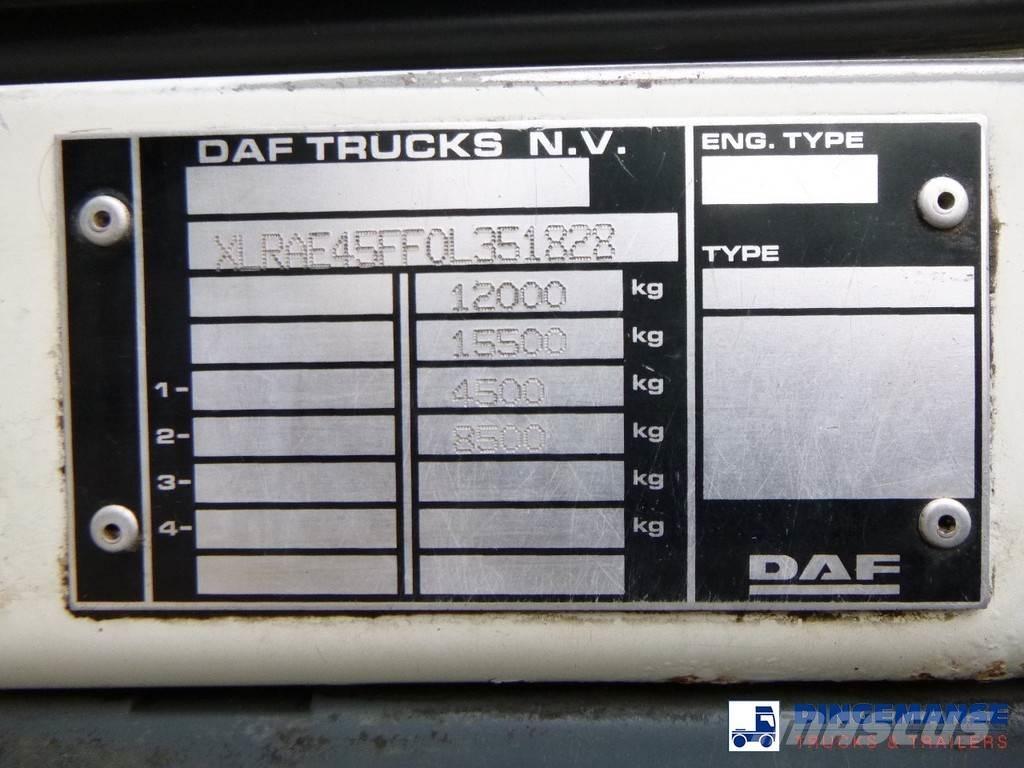 DAF TRUCKS N.V.
ENG. TYPE
XLRAE45FF0L351828
TYPE
12000 kg
15500 kg
1- 4500 kg
2- 8500 kg
3- kg
4- kg
DAF
DINGEMANSE
TRUCKS & TRAILERS
MASCUS